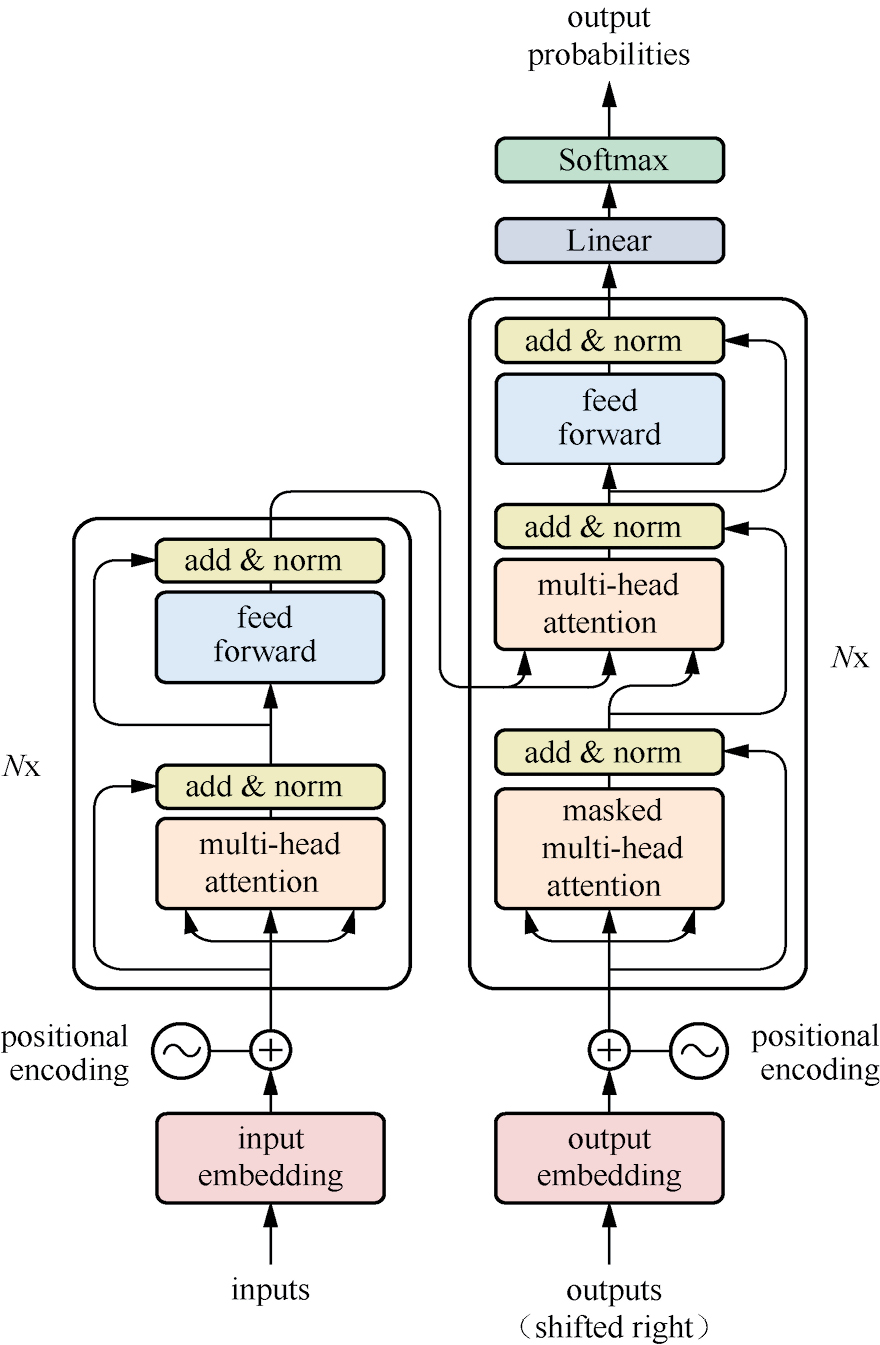 output
probabilities
Softmax
Linear
add & norm
feed
forward
add & norm
multi-head
attention
Nx
add & norm
masked
multi-head
attention
add & norm
feed
forward
Nx
add & norm
multi-head
attention
positional
encoding
positional
encoding
input
embedding
output
embedding
inputs
outputs
（shifted right）